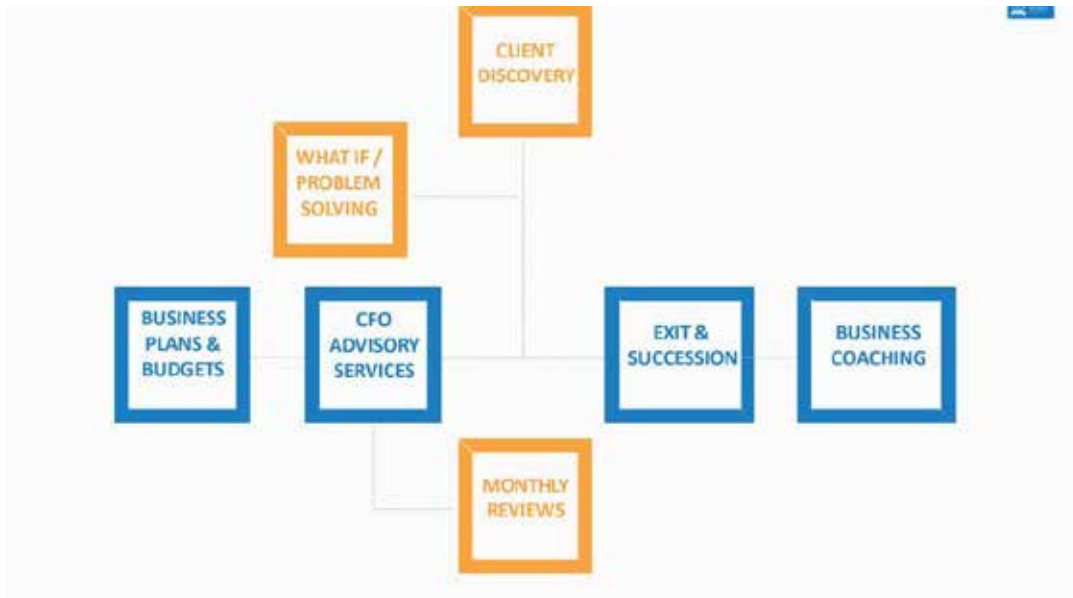 CLIENT
DISCOVERY
WHAT IF /
PROBLEM
SOLVING
BUSINESS
PLANS &
BUDGETS
CFO
ADVISORY
SERVICES
EXIT &
SUCCESSION
BUSINESS
COACHING
MONTHLY
REVIEWS